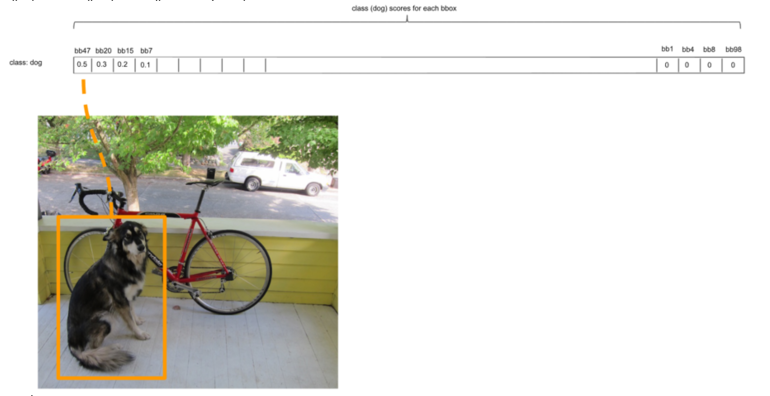 class (dog) scores for each bbox
bb47 bb20 bb15 bb7 bb1 bb4 bb8 bb98
class: dog 0.5 0.3 0.2 0.1 0 0 0 0